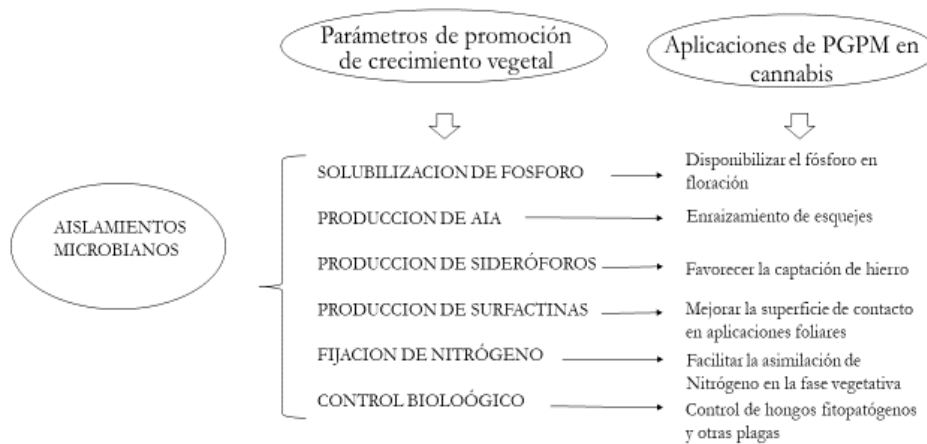 Parámetros de promoción
de crecimiento vegetal
Aplicaciones de PGPM en
cannabis
AISLAMIENTOS
MICROBIANOS
SOLUBILIZACION DE FOSFORO
Disponibilizar el fósforo en
floración
PRODUCCION DE AIA
Enraizamiento de esquejes
PRODUCCION DE SIDERÓFOROS
Favorecer la captación de hierro
PRODUCCION DE SURFACTINAS
Mejorar la superficie de contacto
en aplicaciones foliares
FIJACION DE NITRÓGENO
Facilitar la asimilación de
Nitrógeno en la fase vegetativa
CONTROL BIOLOÓGICO
Control de hongos fitopatógenos
y otras plagas